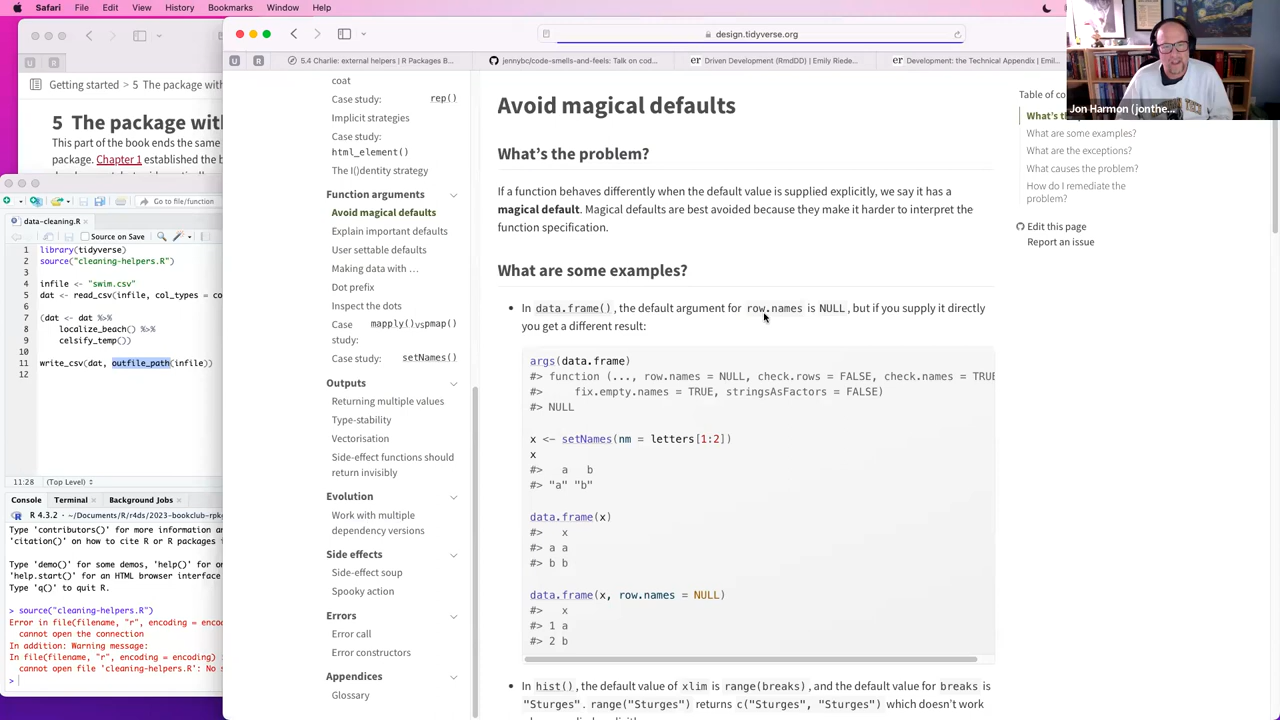 Safari File Edit View History Bookmarks Window Help
design.tidyverse.org
5.4 Charlie: external helpers | R Packages B...
jennybc/code-smells-and-feels: Talk on cod...
er Driven Development (RmdDD) | Emily Riede...
er Development: the Technical Appendix | Emil...
Getting started > 5 The package with
5 The package wit
This part of the book ends the same
package. Chapter 1 established the b
Go to file/function
data-cleaning.R
Source on Save
1 library(tidyverse)
2 source("cleaning-helpers.R")
3
4 infile <- "swim.csv"
5 dat <- read_csv(infile, col_types = co
6
7 (dat <- dat %>%
8 localize_beach() %>%
9 celsify_temp())
10
11 write_csv(dat, outfile_path(infile))
12
11:28 (Top Level)
Console Terminal Background Jobs
R 4.3.2 · ~/Documents/R/r4ds/2023-bookclub-rpkg
Type 'contributors()' for more information an
'citation()' on how to cite R or R packages i
Type 'demo()' for some demos, 'help()' for on
'help.start()' for an HTML browser interface
Type 'q()' to quit R.
> source("cleaning-helpers.R")
Error in file(filename, "r", encoding = encod
cannot open the connection
In addition: Warning message:
In file(filename, "r", encoding = encoding) :
cannot open file 'cleaning-helpers.R': No s
>
coat
Case study: rep()
Implicit strategies
Case study:
html_element()
The I()dentity strategy
Function arguments
Avoid magical defaults
Explain important defaults
User settable defaults
Making data with …
Dot prefix
Inspect the dots
Case study: mapply() vs pmap()
Case study: setNames()
Outputs
Returning multiple values
Type-stability
Vectorisation
Side-effect functions should
return invisibly
Evolution
Work with multiple
dependency versions
Side effects
Side-effect soup
Spooky action
Errors
Error call
Error constructors
Appendices
Glossary
Avoid magical defaults
What's the problem?
If a function behaves differently when the default value is supplied explicitly, we say it has a
magical default. Magical defaults are best avoided because they make it harder to interpret the
function specification.
What are some examples?
• In data.frame(), the default argument for row.names is NULL, but if you supply it directly
you get a different result:
args(data.frame)
#> function (..., row.names = NULL, check.rows = FALSE, check.names = TRUE
#> fix.empty.names = TRUE, stringsAsFactors = FALSE)
#> NULL
x <- setNames(nm = letters[1:2])
x
#> a b
#> "a" "b"
data.frame(x)
#> x
#> a a
#> b b
data.frame(x, row.names = NULL)
#> x
#> 1 a
#> 2 b
• In hist(), the default value of xlim is range(breaks), and the default value for breaks is
"Sturges". range("Sturges") returns c("Sturges", "Sturges") which doesn't work
Table of co
What's t
What are some examples?
What are the exceptions?
What causes the problem?
How do I remediate the
problem?
Edit this page
Report an issue
Jon Harmon (jonthe...